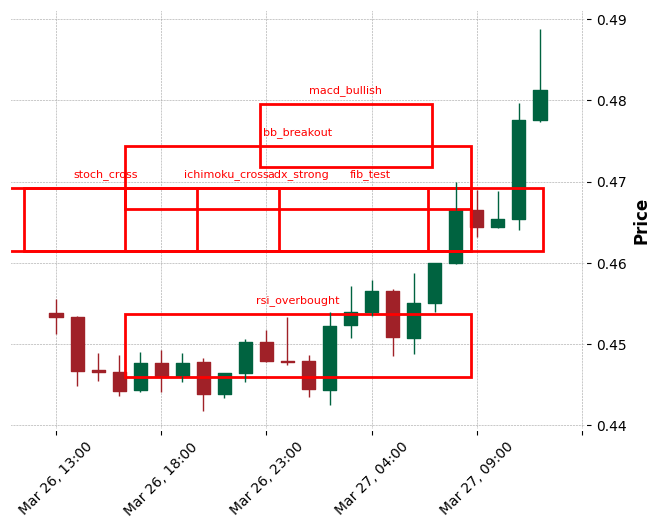 0.49
macd_bullish
0.48
bb_breakout
stoch_cross
ichimoku_cross
adx_strong
fib_test
0.47
Price
0.46
rsi_overbought
0.45
0.44
Mar 26, 13:00
Mar 26, 18:00
Mar 26, 23:00
Mar 27, 04:00
Mar 27, 09:00